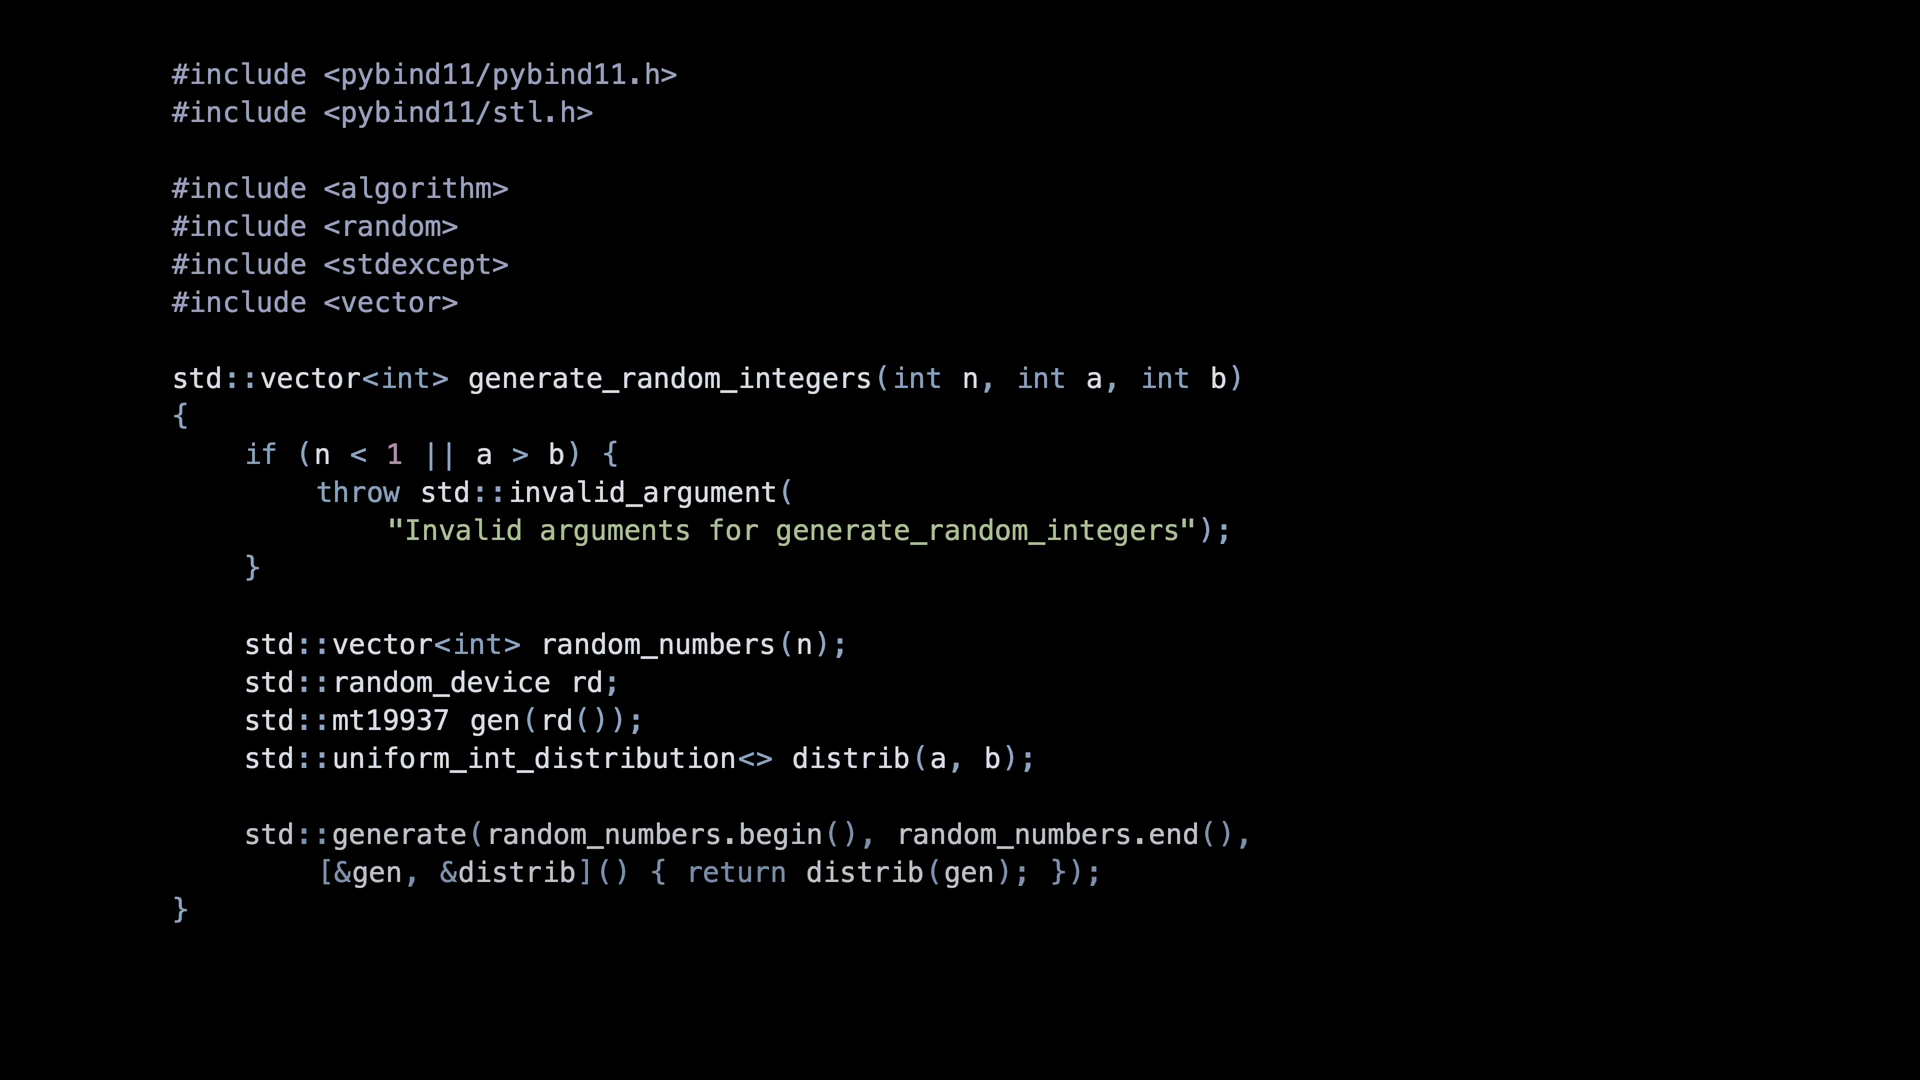 #include <pybind11/pybind11.h>
#include <pybind11/stl.h>

#include <algorithm>
#include <random>
#include <stdexcept>
#include <vector>

std::vector<int> generate_random_integers(int n, int a, int b)
{
    if (n < 1 || a > b) {
        throw std::invalid_argument(
            "Invalid arguments for generate_random_integers");
    }

    std::vector<int> random_numbers(n);
    std::random_device rd;
    std::mt19937 gen(rd());
    std::uniform_int_distribution<> distrib(a, b);

    std::generate(random_numbers.begin(), random_numbers.end(),
        [&gen, &distrib]() { return distrib(gen); });
}